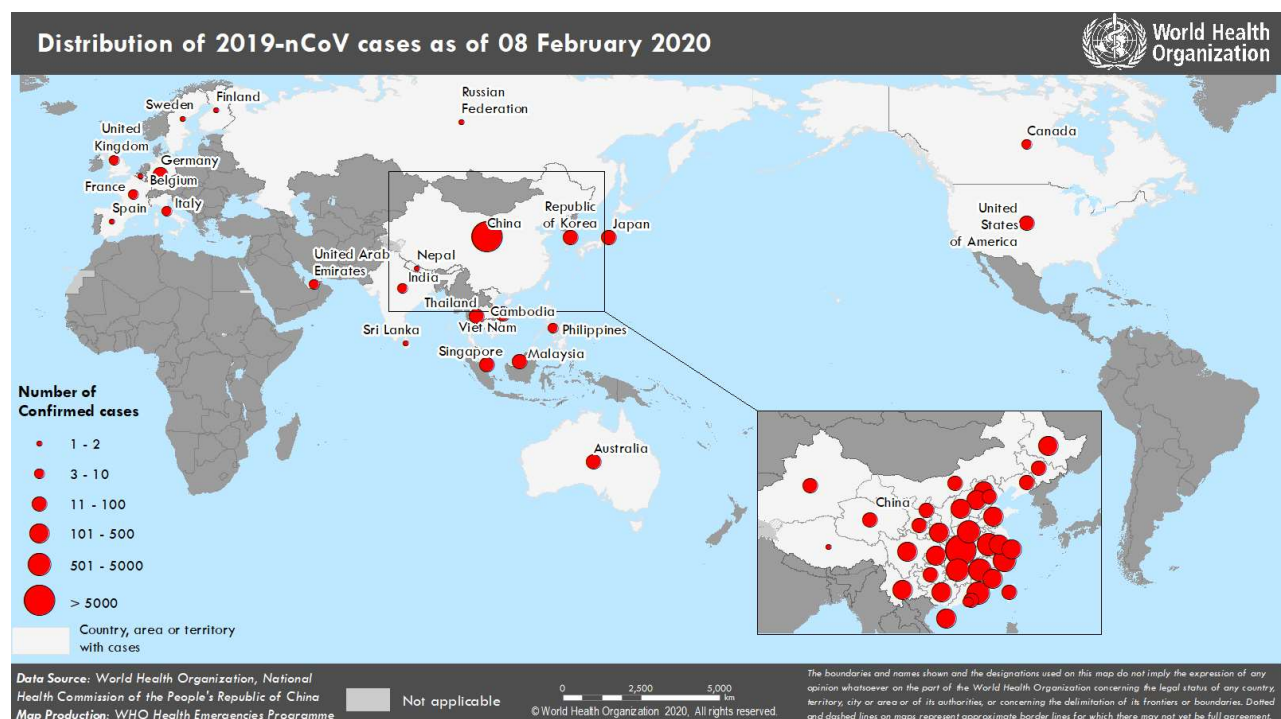 Distribution of 2019-nCoV cases as of 08 February 2020
World Health
Organization
Sweden
Finland
Russian
Federation
United
Kingdom
Germany
Belgium
France
Spain
Italy
Canada
United
States
of America
Republic
of Korea
Japan
China
United Arab
Emirates
Nepal
India
Thailand
Cambodia
Viet Nam
Philippines
Sri Lanka
Singapore
Malaysia
Australia
China
Number of
Confirmed cases
1 - 2
3 - 10
11 - 100
101 - 500
501 - 5000
> 5000
Country, area or territory
with cases
Data Source: World Health Organization, National
Health Commission of the People's Republic of China
Map Production: WHO Health Emergencies Programme
Not applicable
0 2,500 5,000
km
© World Health Organization 2020, All rights reserved.
The boundaries and names shown and the designations used on this map do not imply the expression of any
opinion whatsoever on the part of the World Health Organization concerning the legal status of any country,
territory, city or area or of its authorities, or concerning the delimitation of its frontiers or boundaries. Dotted
and dashed lines on maps represent approximate border lines for which there may not yet be full agreement.